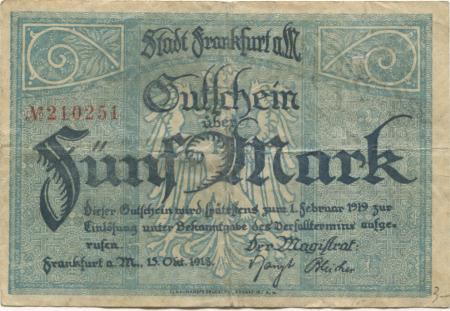 Stadt Frankfurt a/M
Gutschein
über
№ 210251
Fünf Mark
Dieser Gutschein wird spätestens zum 1. Februar 1919 zur
Einlösung unter Bekanntgabe des Verfalltermins aufge-
rufen.
Der Magistrat:
Frankfurt a. M., 15. Okt. 1918.
3-